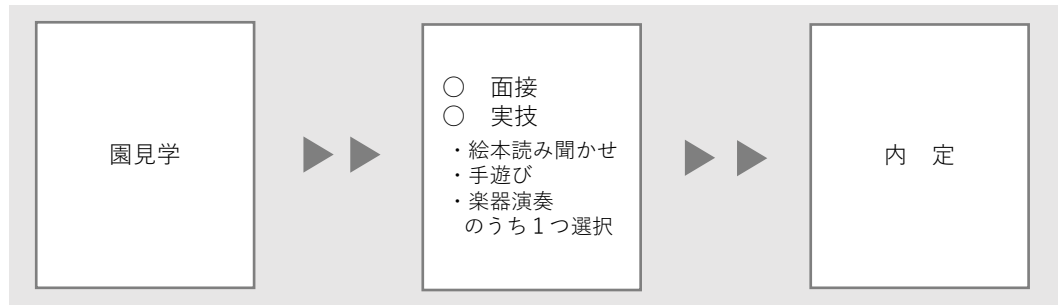 園見学
○　面接
○　実技
・絵本読み聞かせ
・手遊び
・楽器演奏
のうち１つ選択
内　定